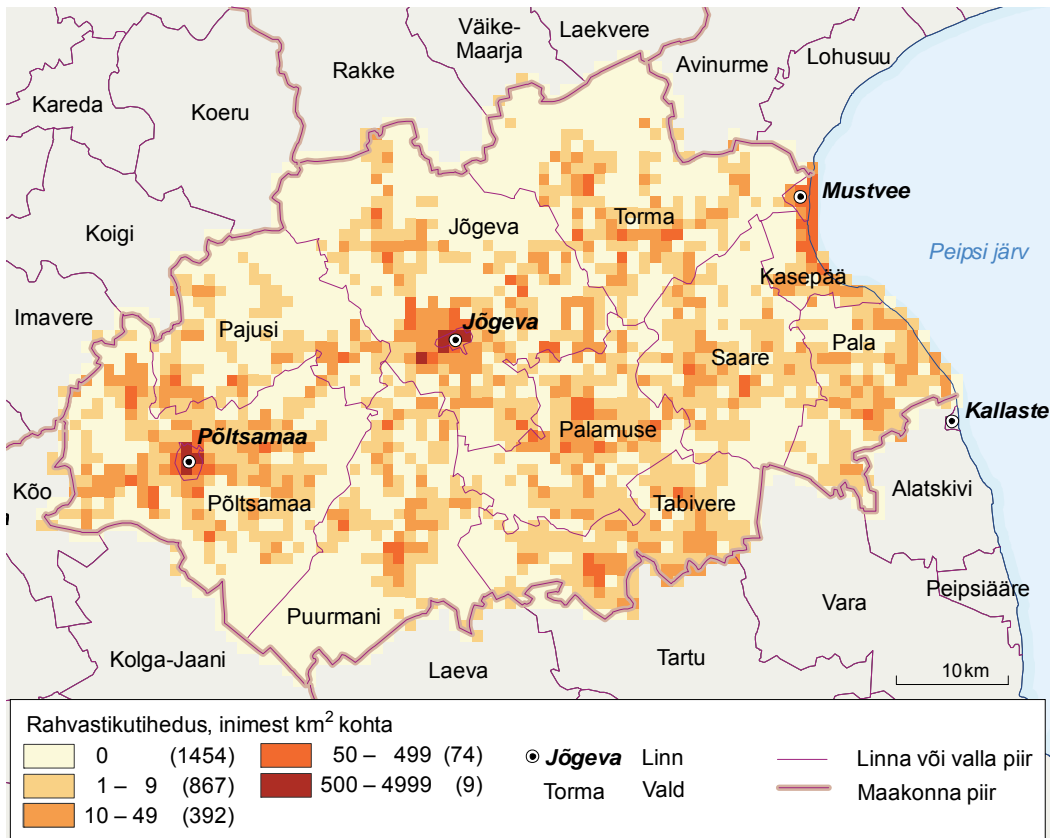 Väike-
Maarja
Laekvere
Lohusuu
Rakke
Avinurme
Kareda
Koeru
Mustvee
Jõgeva
Torma
Koigi
Peipsi järv
Kasepää
Imavere
Pajusi
Jõgeva
Saare
Pala
Kallaste
Põltsamaa
Palamuse
Kõo
Põltsamaa
Tabivere
Alatskivi
Puurmani
Vara
Peipsiääre
Kolga-Jaani
Laeva
Tartu
10 km
Rahvastikutihedus, inimest km² kohta
0 (1454)
50 – 499 (74)
Jõgeva Linn
Linna või valla piir
1 – 9 (867)
500 – 4999 (9)
Torma Vald
Maakonna piir
10 – 49 (392)